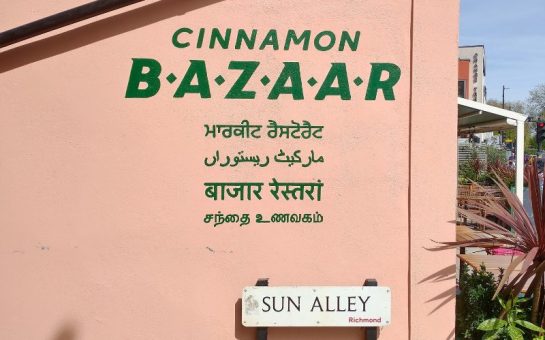 CINNAMON
B·A·Z·A·A·R
ਮਾਰਕੀਟ ਰੈਸਟੋਰੈਂਟ
مارکیٹ ریستوراں
बाजार रेस्तरां
சந்தை உணவகம்
SUN ALLEY
Richmond